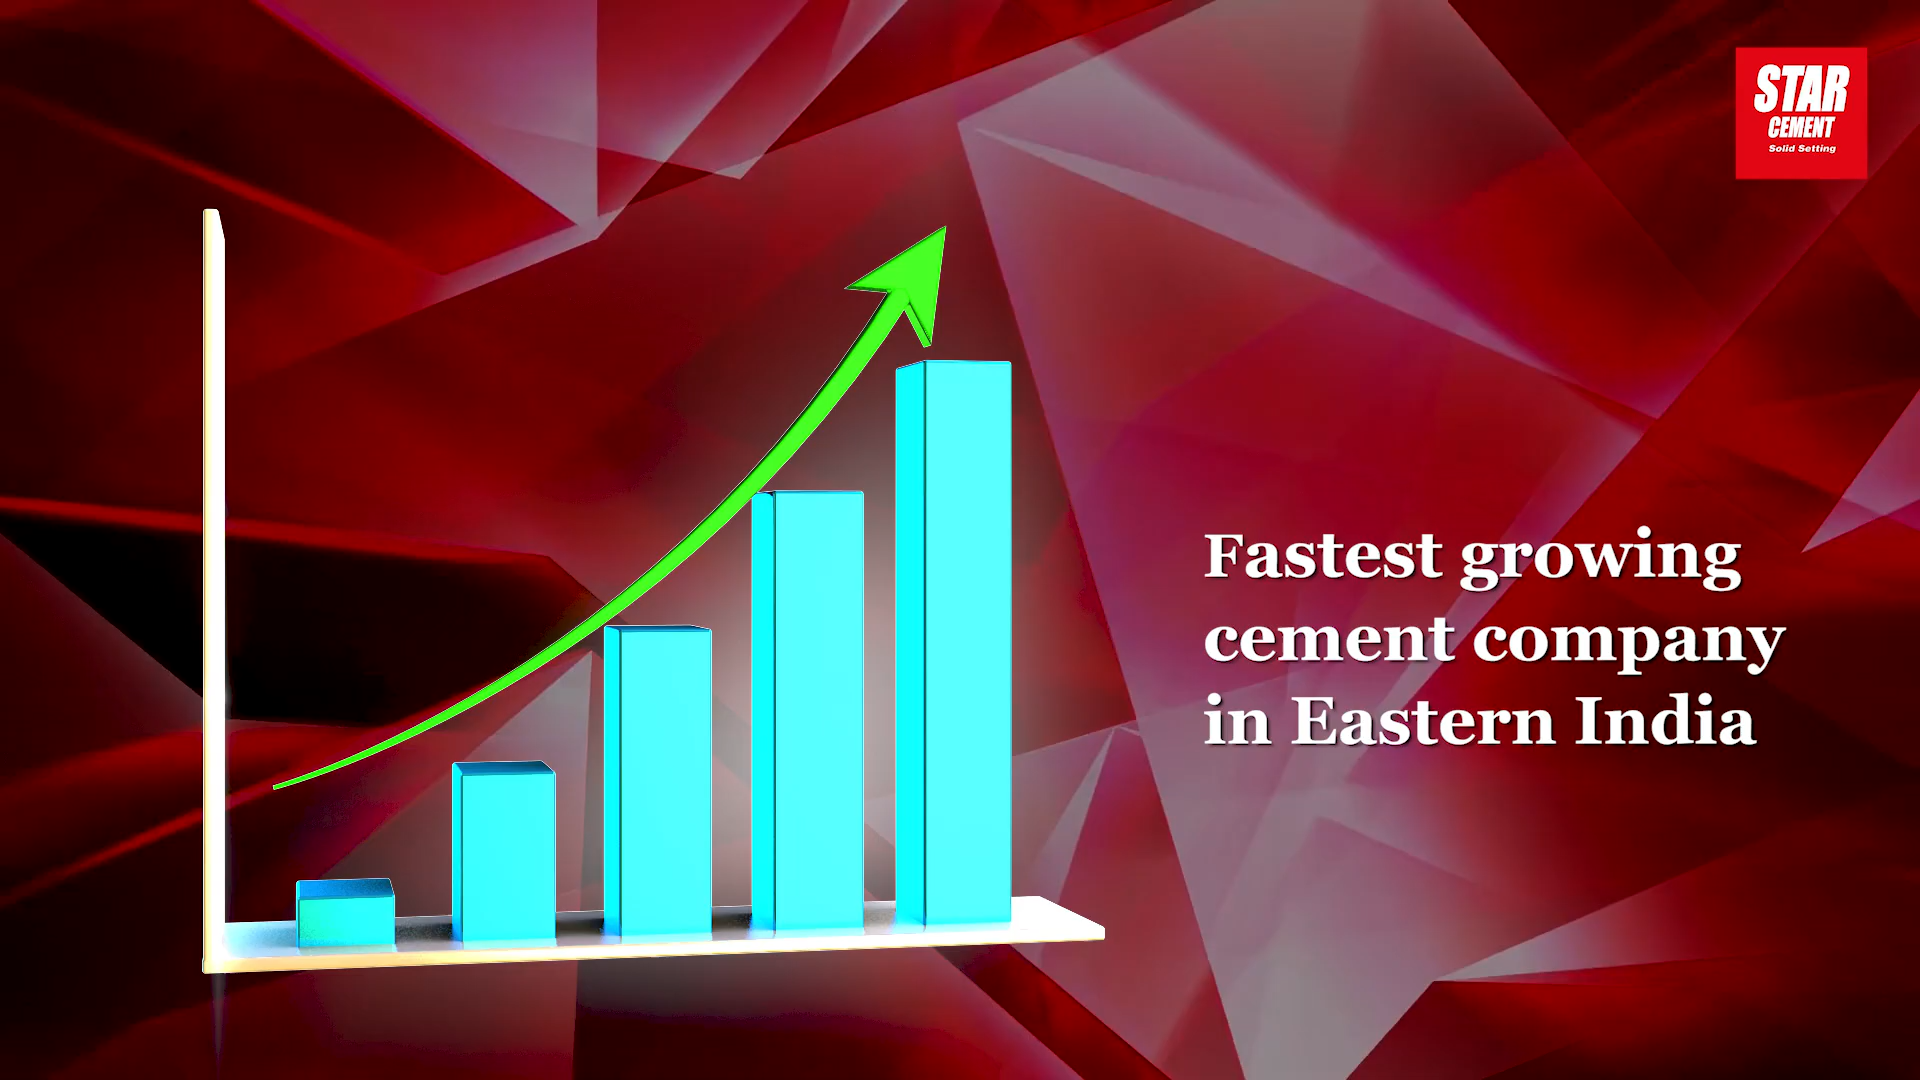 STAR
CEMENT
Solid Setting
Fastest growing
cement company
in Eastern India